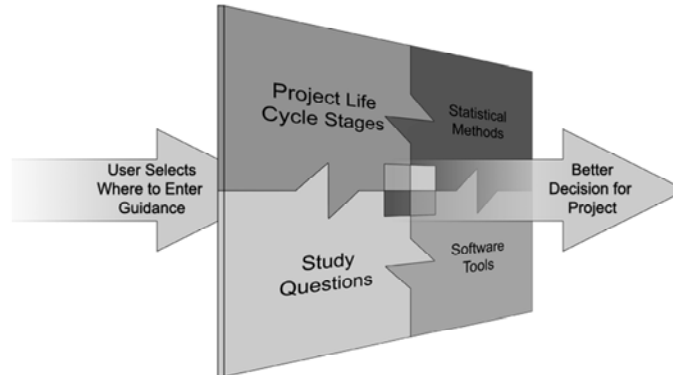 Project Life
Cycle Stages
Statistical
Methods
User Selects
Where to Enter
Guidance
Better
Decision for
Project
Study
Questions
Software
Tools